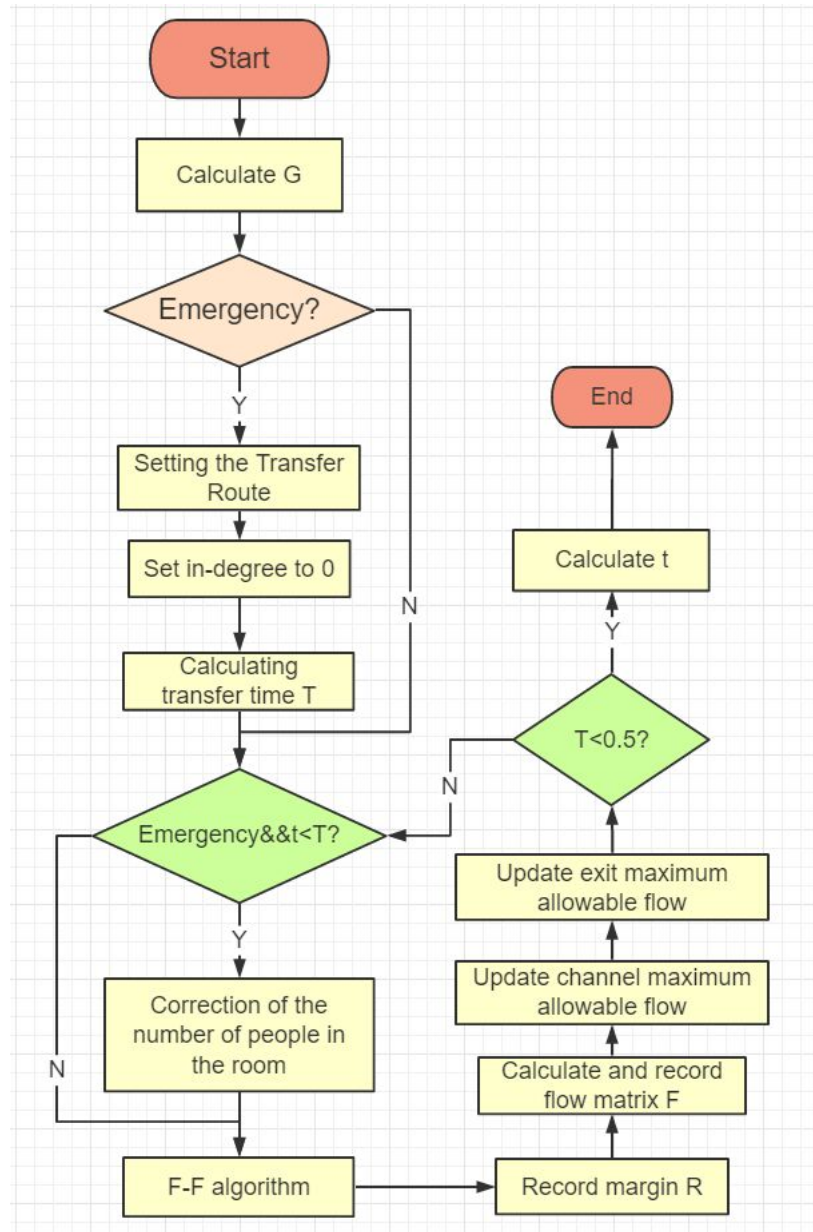 Start
Calculate G
Emergency?
Y
Setting the Transfer
Route
Set in-degree to 0
N
Calculating
transfer time T
Emergency&&t<T?
Y
N
Correction of the
number of people in
the room
F-F algorithm
Record margin R
Calculate and record
flow matrix F
Update channel maximum
allowable flow
Update exit maximum
allowable flow
T<0.5?
N
Y
Calculate t
End